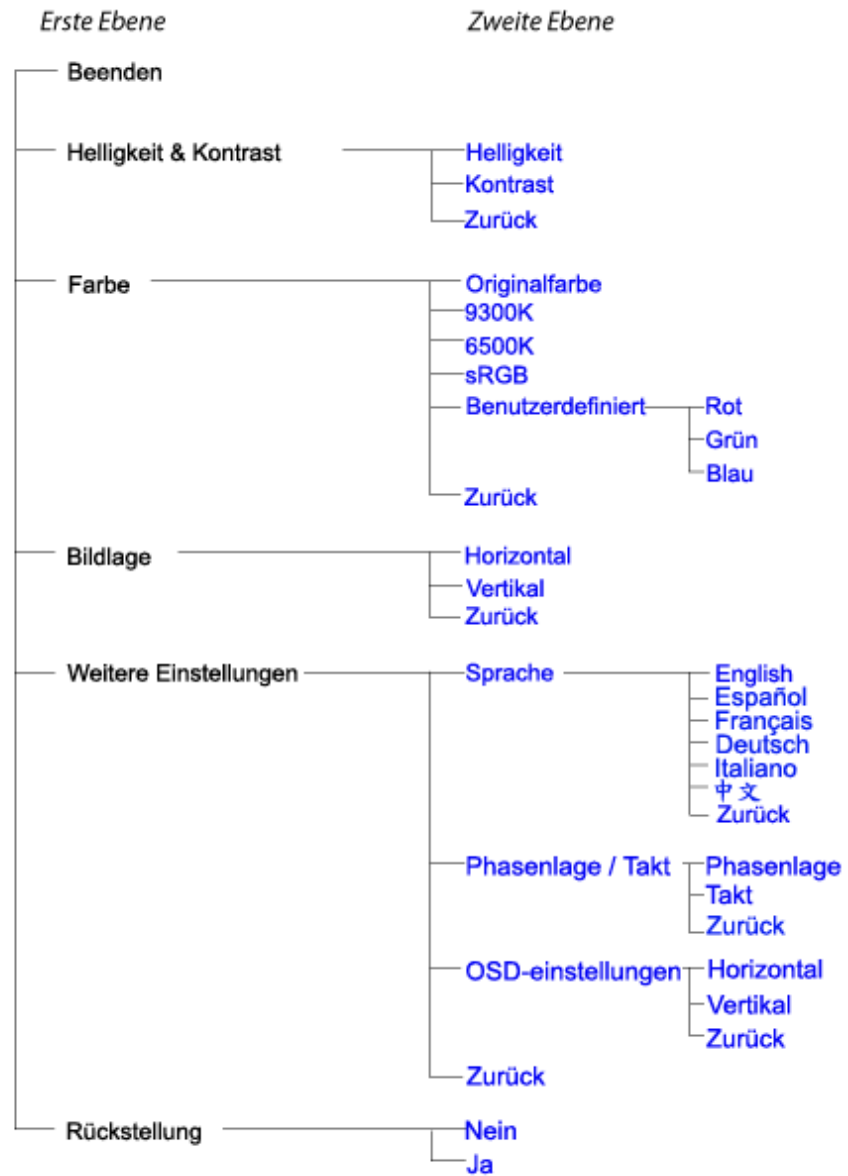 Erste Ebene Zweite Ebene
Beenden
Helligkeit & Kontrast Helligkeit
Kontrast
Zurück
Farbe Originalfarbe
9300K
6500K
sRGB
Benutzerdefiniert Rot
Grün
Blau
Zurück
Bildlage Horizontal
Vertikal
Zurück
Weitere Einstellungen Sprache English
Español
Français
Deutsch
Italiano
中文
Zurück
Phasenlage / Takt Phasenlage
Takt
Zurück
OSD-einstellungen Horizontal
Vertikal
Zurück
Zurück
Rückstellung Nein
Ja